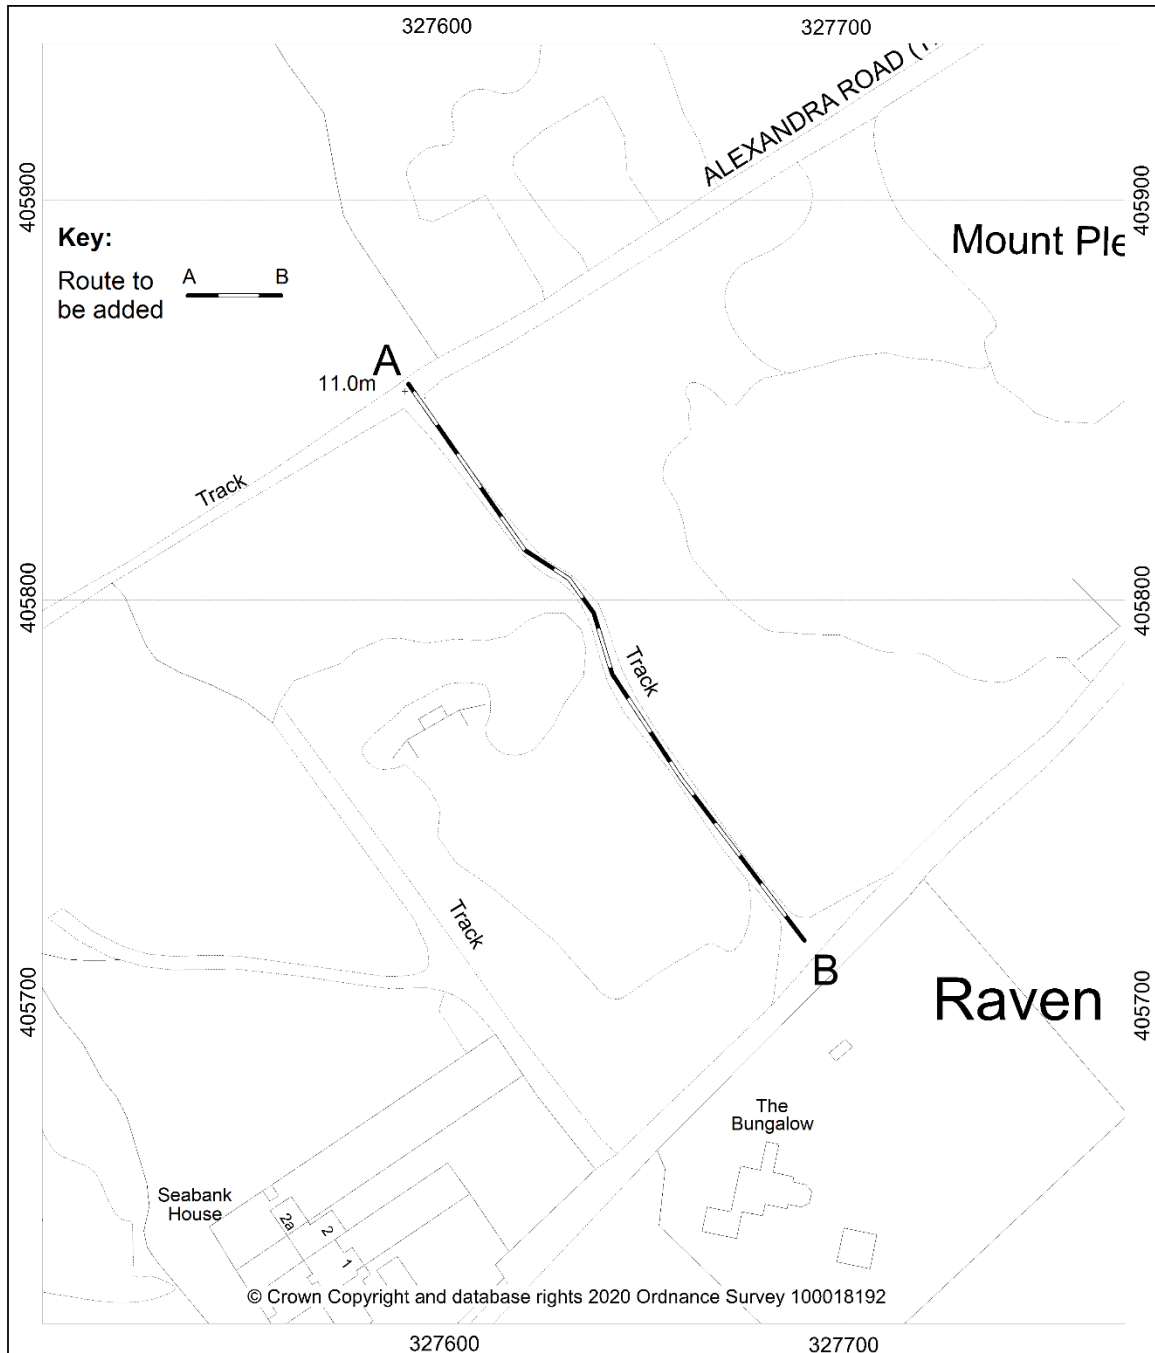 327600
327700
ALEXANDRA ROAD (
405900
405900
Mount Ple
Key:
Route to
be added
A
B
A
11.0m
Track
405800
405800
Track
Track
B
405700
405700
Raven
The
Bungalow
Seabank
House
2a
2
1
© Crown Copyright and database rights 2020 Ordnance Survey 100018192
327600
327700